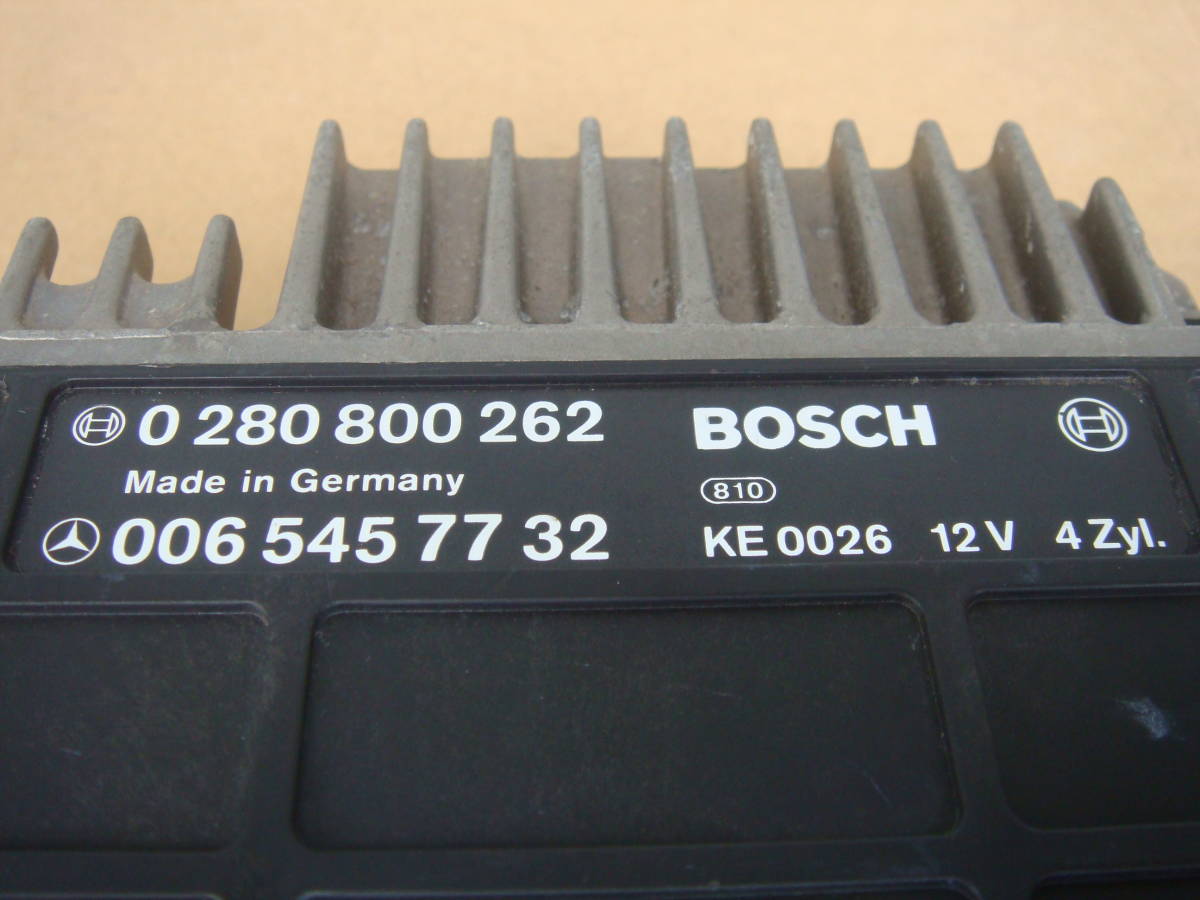 0 280 800 262
Made in Germany
006 545 77 32
BOSCH
810
KE 0026 12 V 4 Zyl.